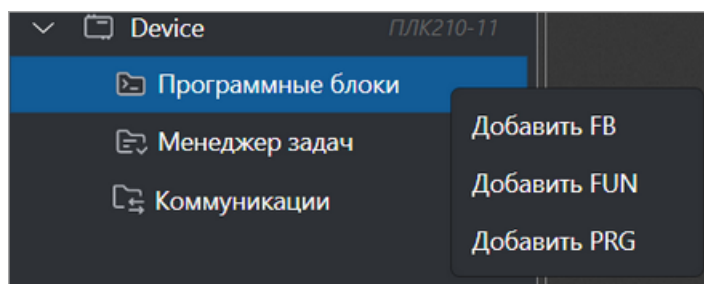 Device ПЛК210-11
Программные блоки
Менеджер задач
Коммуникации
Добавить FB
Добавить FUN
Добавить PRG